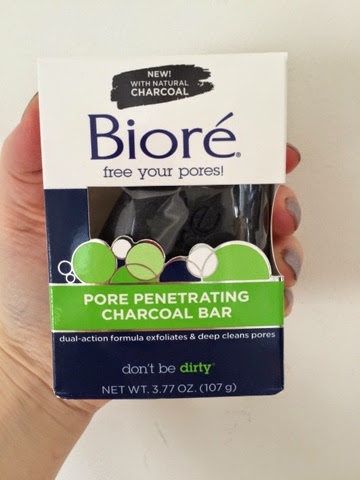 NEW!
WITH NATURAL
CHARCOAL
Bioré®
free your pores!
PORE PENETRATING
CHARCOAL BAR
dual-action formula exfoliates & deep cleans pores
don't be dirty
NET WT. 3.77 OZ. (107 g)